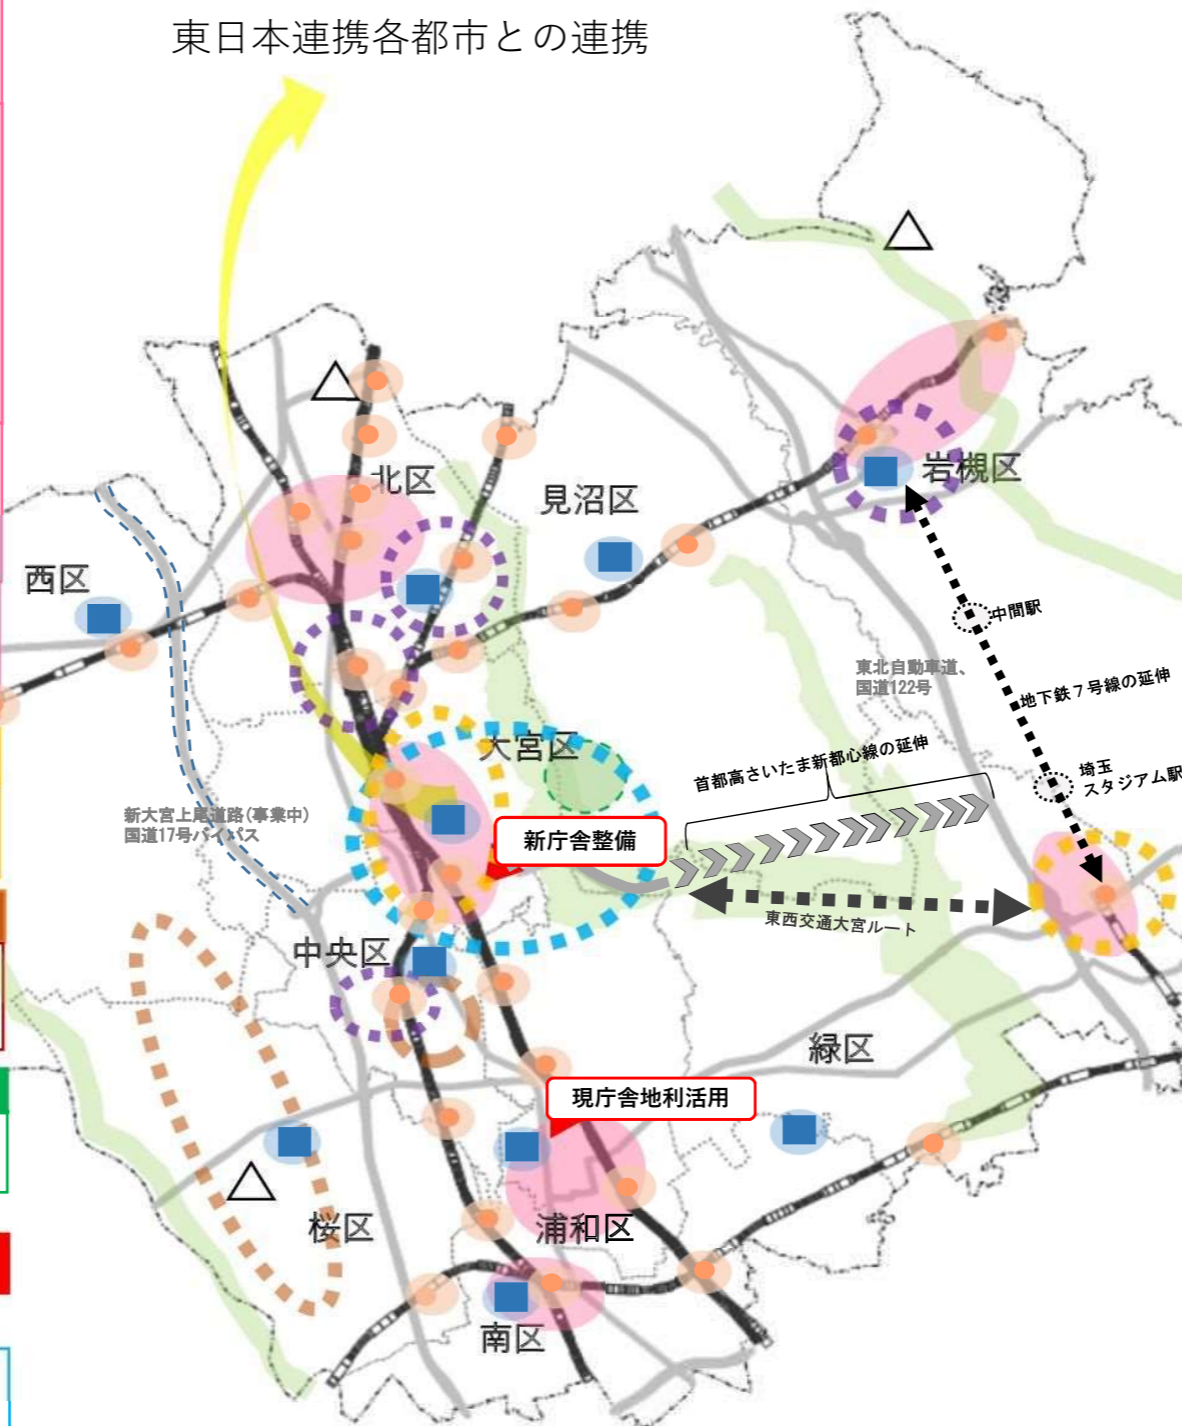 東日本連携各都市との連携
北区
見沼区
岩槻区
西区
中間駅
東北自動車道、
国道122号
地下鉄７号線の延伸
大宮区
首都高さいたま新都心線の延伸
埼玉
スタジアム駅
新大宮上尾道路(事業中)
国道17号バイパス
新庁舎整備
東西交通大宮ルート
中央区
緑区
現庁舎地利活用
桜区
浦和区
南区